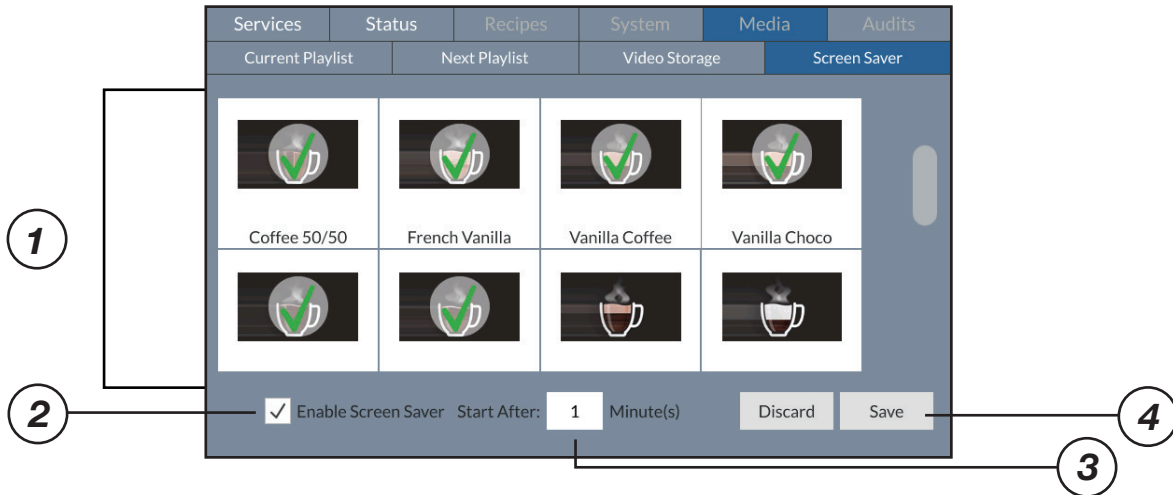 Services Status Recipes System Media Audits
Current Playlist Next Playlist Video Storage Screen Saver
1
Coffee 50/50 French Vanilla Vanilla Coffee Vanilla Choco
2 Enable Screen Saver Start After: 1 Minute(s) Discard Save 4
3